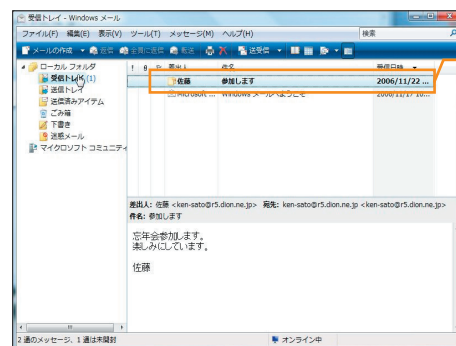 受信トレイ - Windows メール
ファイル(F) 編集(E) 表示(V) ツール(T) メッセージ(M) ヘルプ(H) 検索
メールの作成 返信 全員に返信 転送 送受信
ローカル フォルダ
受信トレイ (1)
送信トレイ
送信済みアイテム
ごみ箱
下書き
迷惑メール
マイクロソフト コミュニティ
! 差出人 件名 受信日時
佐藤 参加します 2006/11/22 ...
Microsoft ... Windows メールへようこそ 2006/11/17 10...
差出人: 佐藤 <ken-sato@r5.dion.ne.jp> 宛先: ken-sato@r5.dion.ne.jp <ken-sato@r5.dion.ne.jp>
件名: 参加します
忘年会参加します。
楽しみにしています。
佐藤
2 通のメッセージ、1 通は未開封 オンライン中